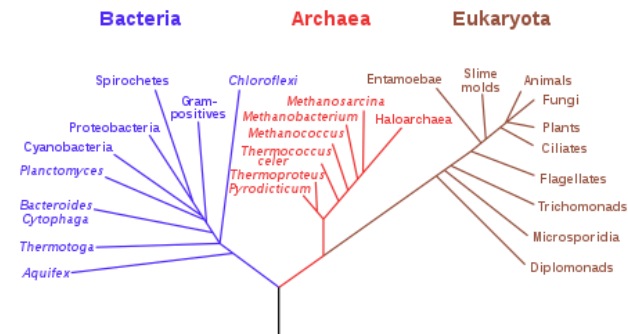 Bacteria
Archaea
Eukaryota
Spirochetes
Chloroflexi
Gram-
positives
Proteobacteria
Cyanobacteria
Planctomyces
Bacteroides
Cytophaga
Thermotoga
Aquifex
Methanosarcina
Methanobacterium
Haloarchaea
Methanococcus
Thermococcus
celer
Thermoproteus
Pyrodicticum
Entamoebae
Slime
molds
Animals
Fungi
Plants
Ciliates
Flagellates
Trichomonads
Microsporidia
Diplomonads